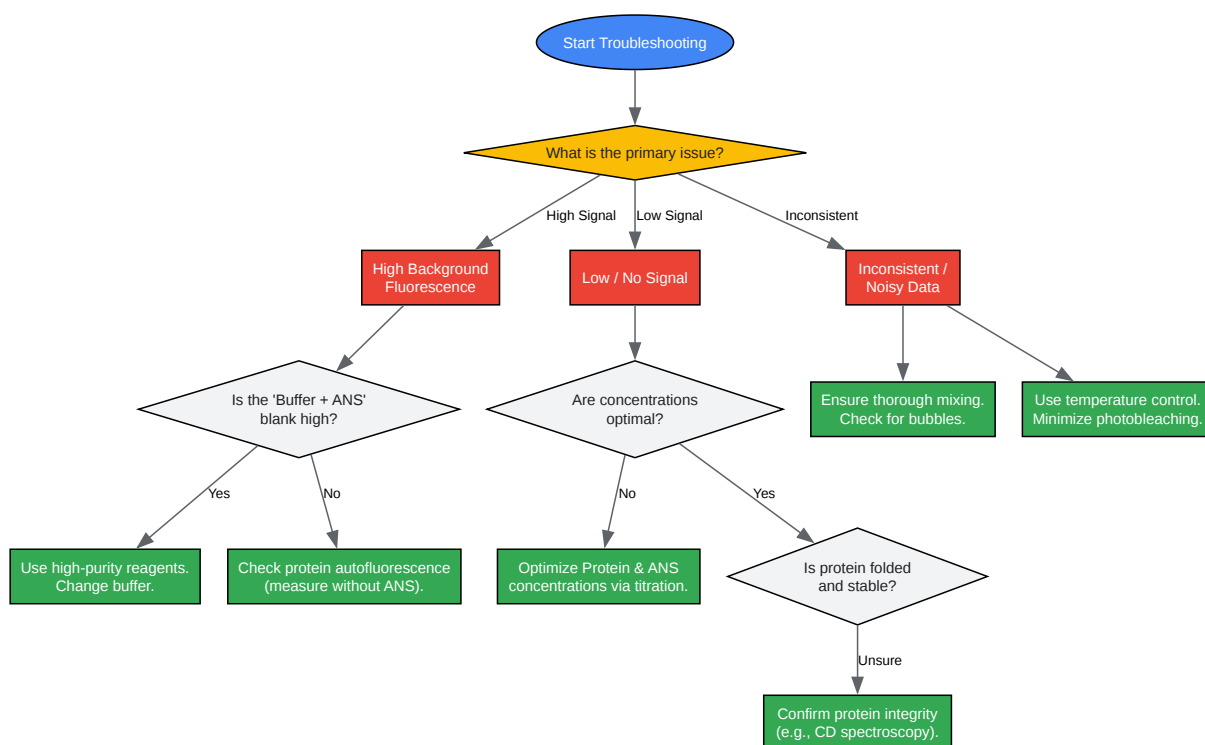 Start Troubleshooting
What is the primary issue?
High Signal
Low Signal
Inconsistent
High Background
Fluorescence
Low / No Signal
Inconsistent /
Noisy Data
Is the 'Buffer + ANS'
blank high?
Are concentrations
optimal?
Ensure thorough mixing.
Check for bubbles.
Use temperature control.
Minimize photobleaching.
Yes
No
No
Yes
Use high-purity reagents.
Change buffer.
Check protein autofluorescence
(measure without ANS).
Optimize Protein & ANS
concentrations via titration.
Is protein folded
and stable?
Unsure
Confirm protein integrity
(e.g., CD spectroscopy).